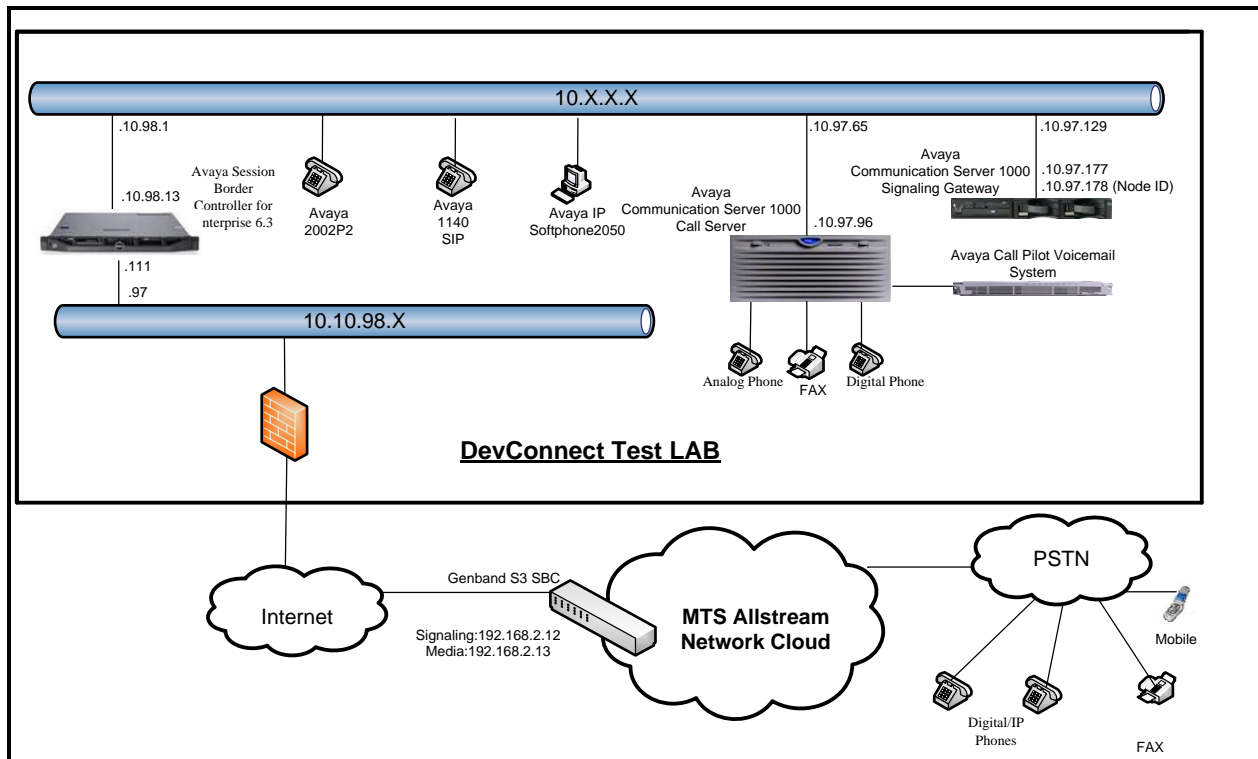 10.X.X.X
.10.98.1
.10.97.65
.10.97.129
Avaya Session
Border
Controller for
nterprise 6.3
.10.98.13
Avaya
2002P2
Avaya
1140
SIP
Avaya IP
Softphone2050
Avaya
Communication Server 1000
Call Server
.10.97.96
Avaya
Communication Server 1000
Signaling Gateway
.10.97.177
.10.97.178 (Node ID)
Avaya Call Pilot Voicemail
System
.111
.97
10.10.98.X
Analog Phone
FAX
Digital Phone
DevConnect Test LAB
Internet
Genband S3 SBC
Signaling:192.168.2.12
Media:192.168.2.13
MTS Allstream
Network Cloud
PSTN
Mobile
Digital/IP
Phones
FAX